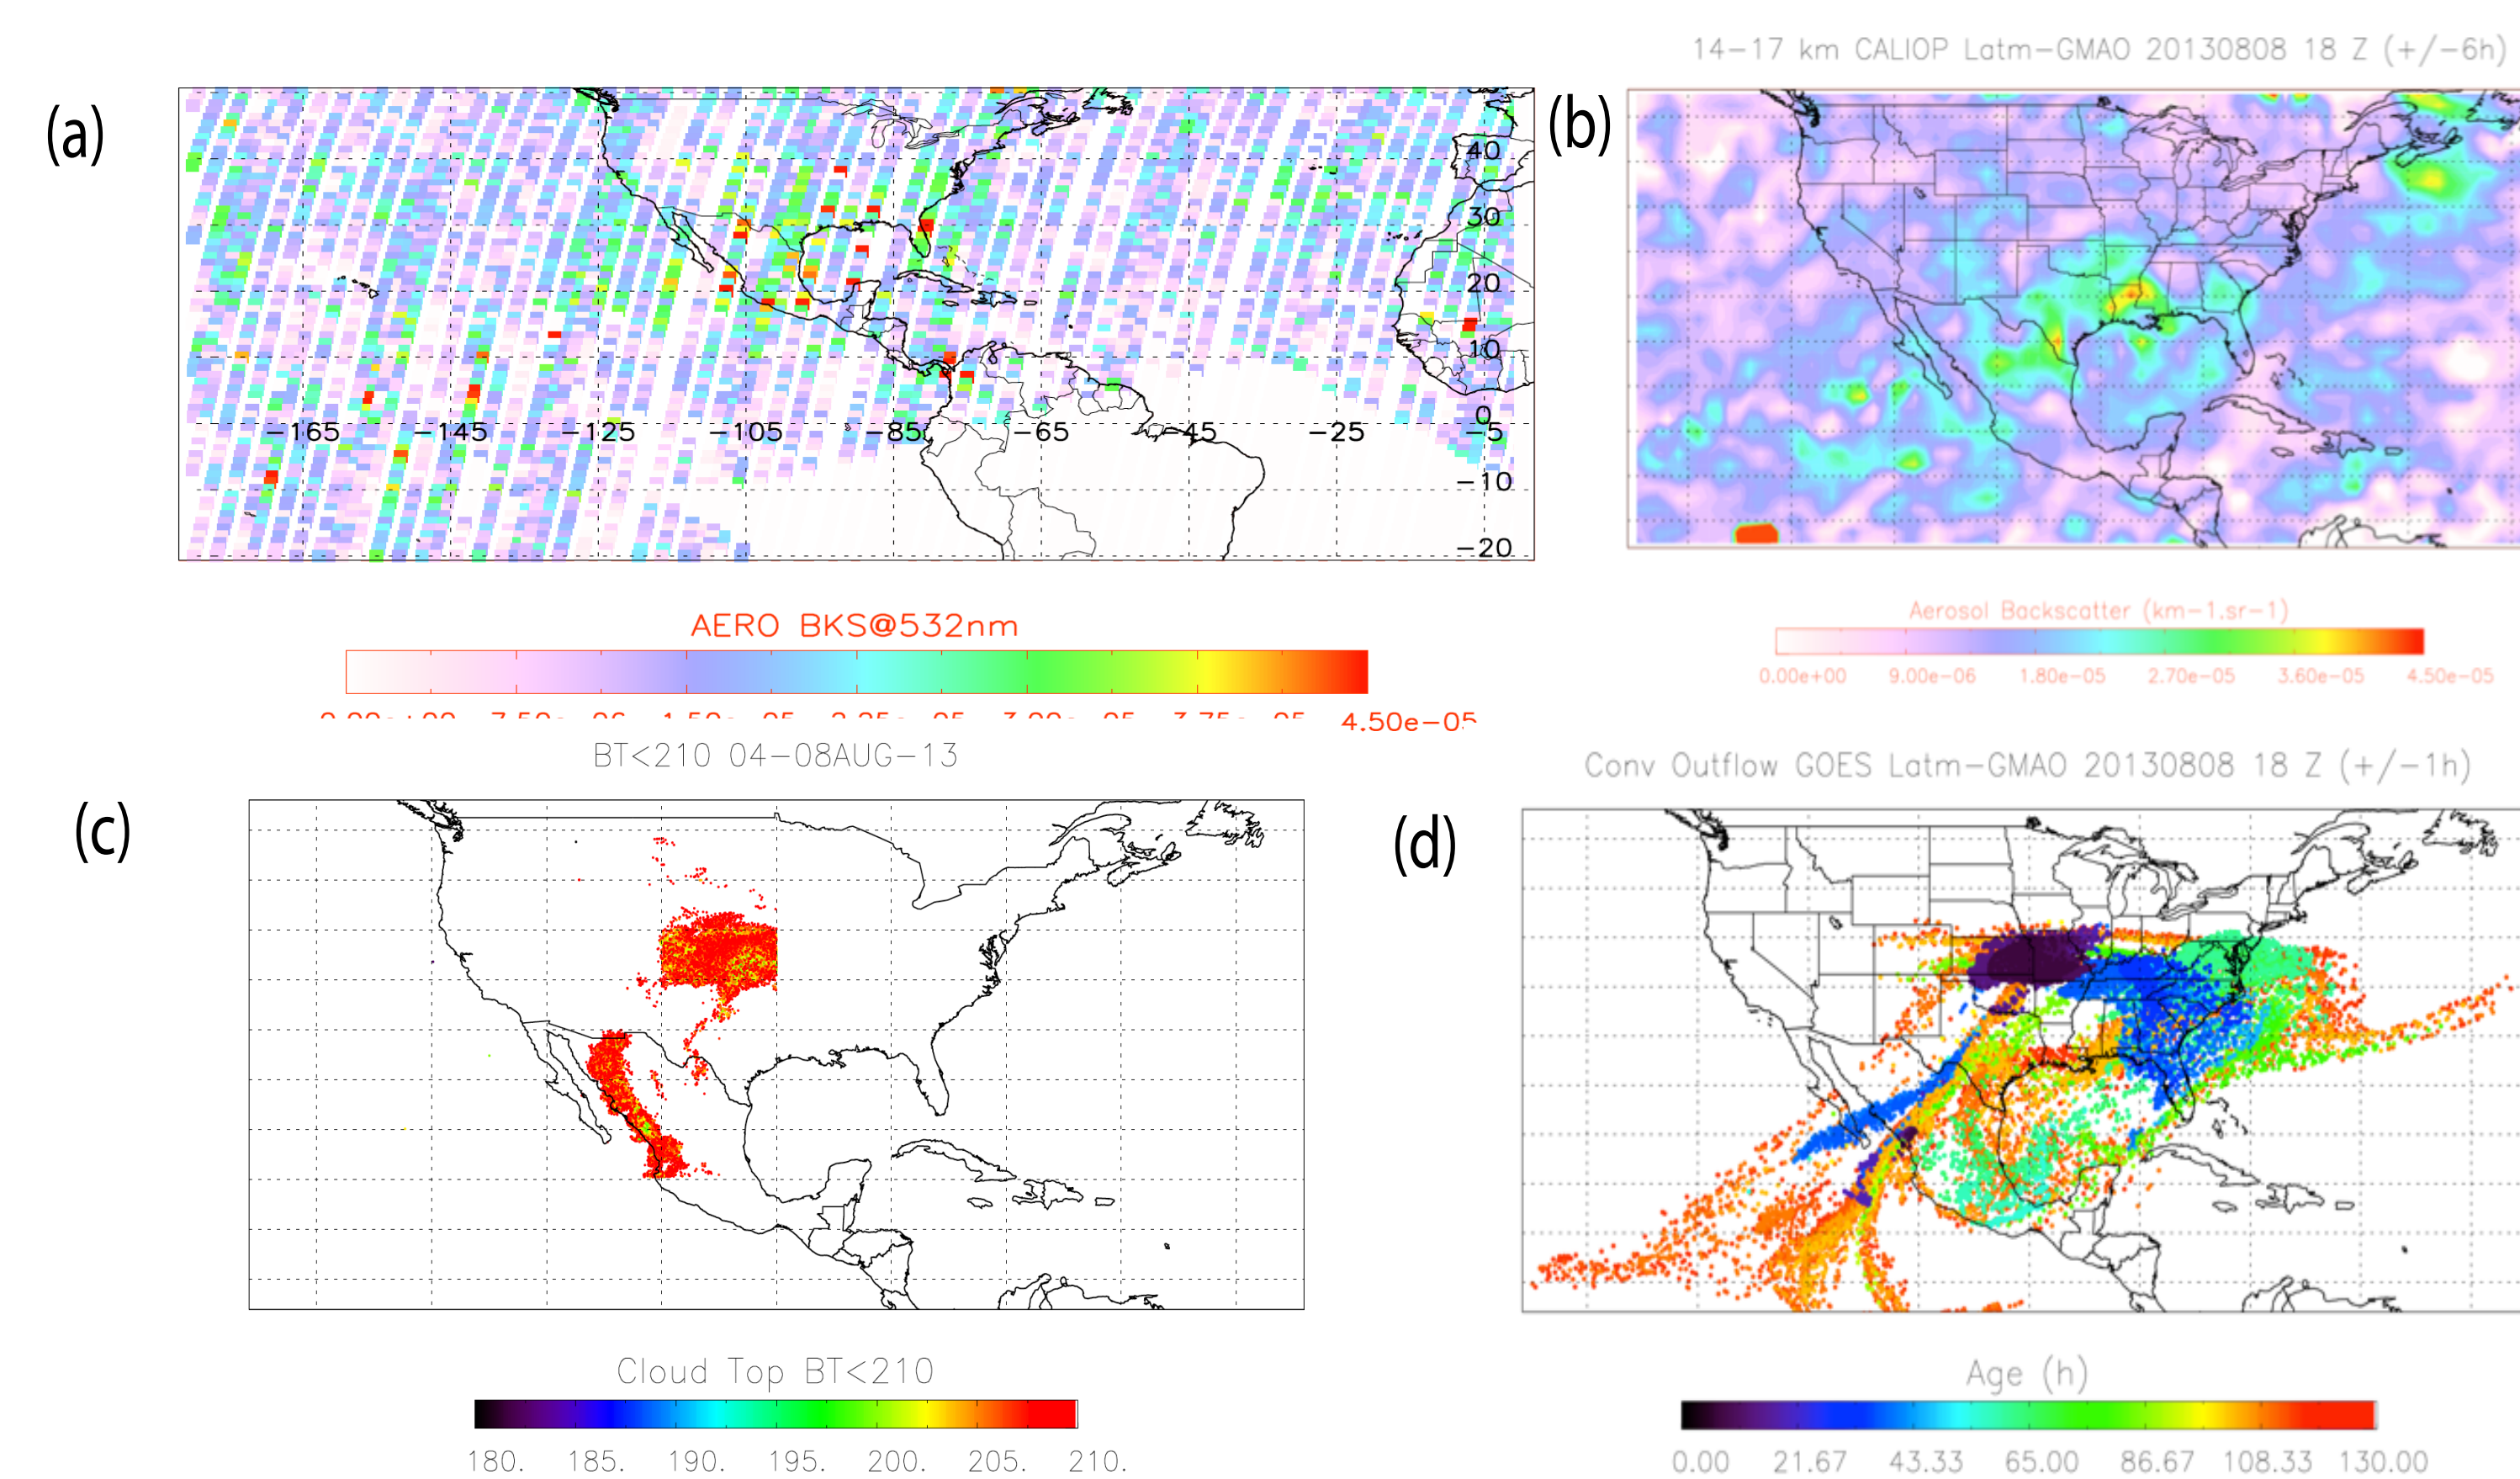 14-17 km CALIOP Latm-GMAO 20130808 18 Z (+/-6h)
(a)
(b)
40
30
20
10
0
-165 -145 -125 -105 -85 -65 -45 -25 -5
-10
-20
AERO BKS@532nm
4.50e-05
Aerosol Backscatter (km-1.sr-1)
0.00e+00 9.00e-06 1.80e-05 2.70e-05 3.60e-05 4.50e-05
BT<210 04-08AUG-13
Conv Outflow GOES Latm-GMAO 20130808 18 Z (+/-1h)
(c)
(d)
Cloud Top BT<210
180. 185. 190. 195. 200. 205. 210.
Age (h)
0.00 21.67 43.33 65.00 86.67 108.33 130.00